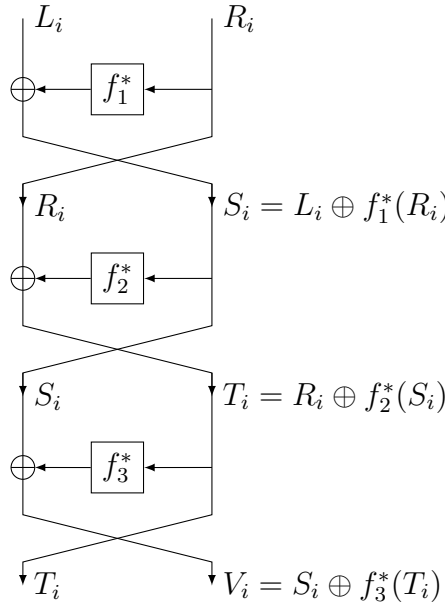 L_i R_i
f_1^*
R_i S_i = L_i ⊕ f_1^*(R_i)
f_2^*
S_i T_i = R_i ⊕ f_2^*(S_i)
f_3^*
T_i V_i = S_i ⊕ f_3^*(T_i)